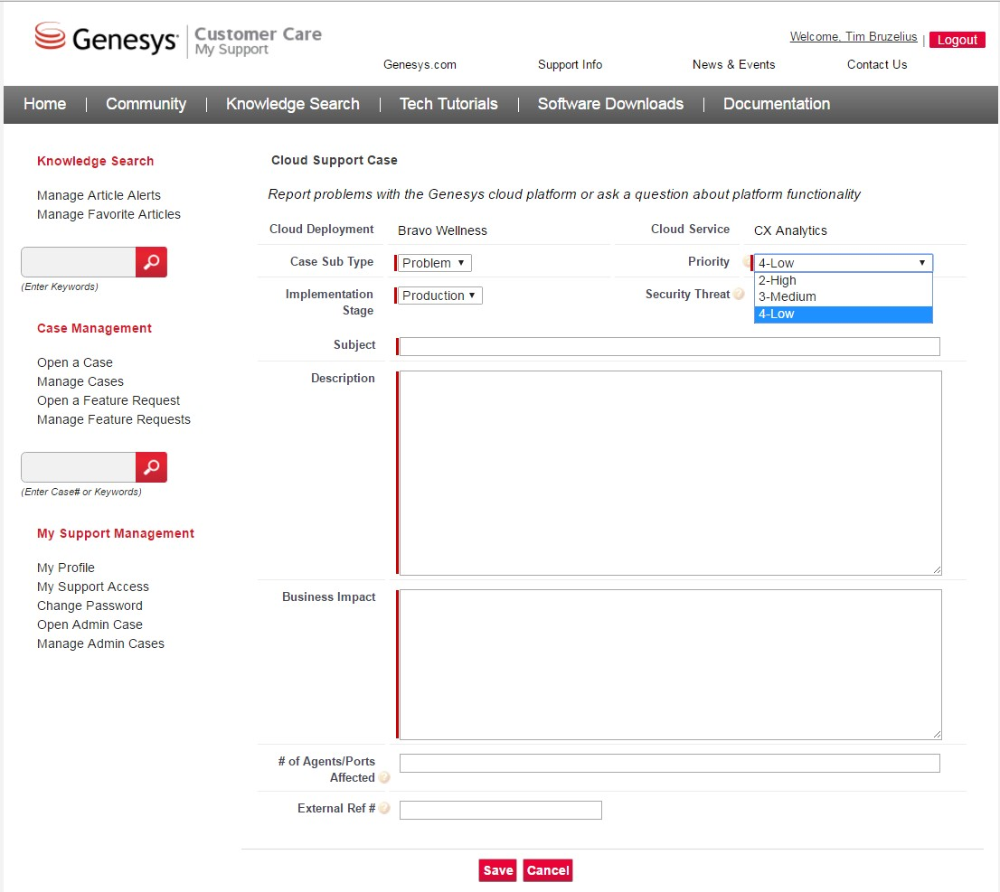 Genesys
Customer Care
My Support
Welcome, Tim Bruzelius | Logout
Genesys.com Support Info News & Events Contact Us
Home | Community | Knowledge Search | Tech Tutorials | Software Downloads | Documentation
Knowledge Search
Manage Article Alerts
Manage Favorite Articles
(Enter Keywords)
Case Management
Open a Case
Manage Cases
Open a Feature Request
Manage Feature Requests
(Enter Case# or Keywords)
My Support Management
My Profile
My Support Access
Change Password
Open Admin Case
Manage Admin Cases
Cloud Support Case
Report problems with the Genesys cloud platform or ask a question about platform functionality
Cloud Deployment Bravo Wellness Cloud Service CX Analytics
Case Sub Type Problem Priority ? 4-Low
2-High
3-Medium
4-Low
Implementation Stage Production Security Threat ?
Subject
Description
Business Impact
# of Agents/Ports
Affected ?
External Ref # ?
Save Cancel